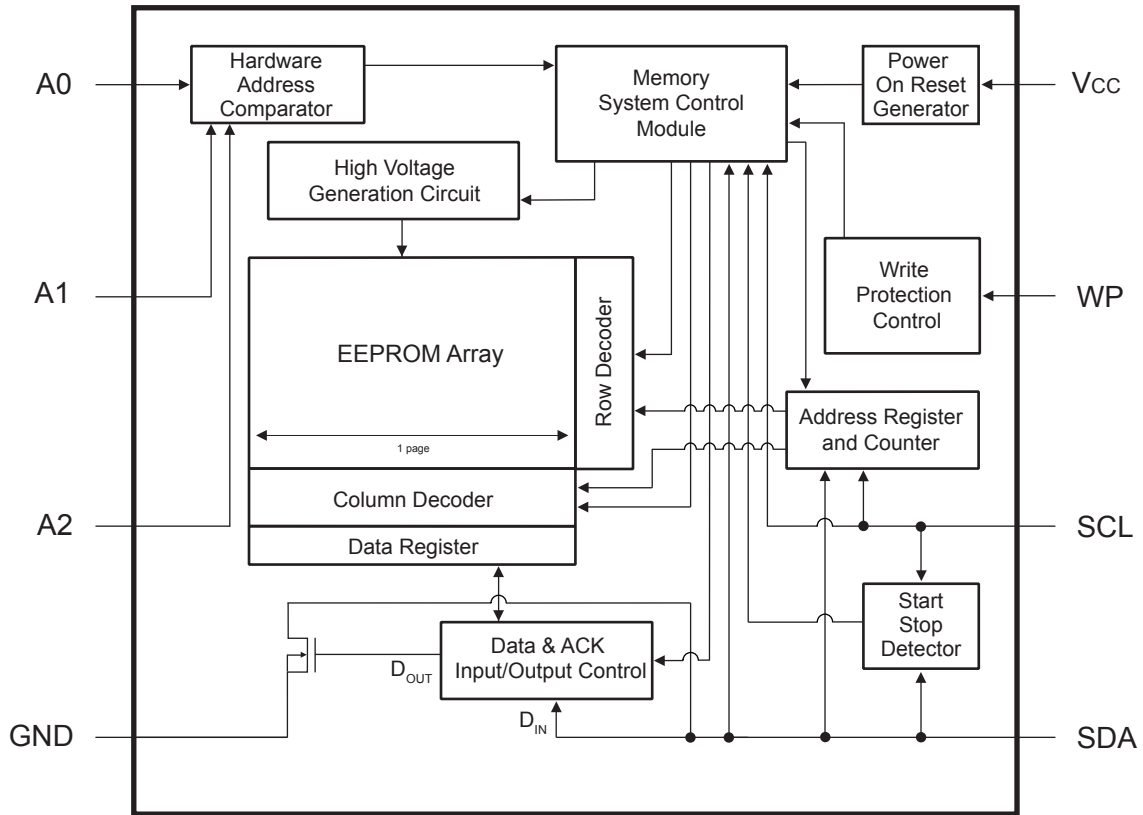 A0
Hardware
Address
Comparator
Memory
System Control
Module
Power
On Reset
Generator
VCC
High Voltage
Generation Circuit
A1
EEPROM Array
1 page
Row Decoder
Write
Protection
Control
WP
Address Register
and Counter
Column Decoder
A2
Data Register
SCL
Start
Stop
Detector
Data & ACK
Input/Output Control
DOUT
DIN
GND
SDA